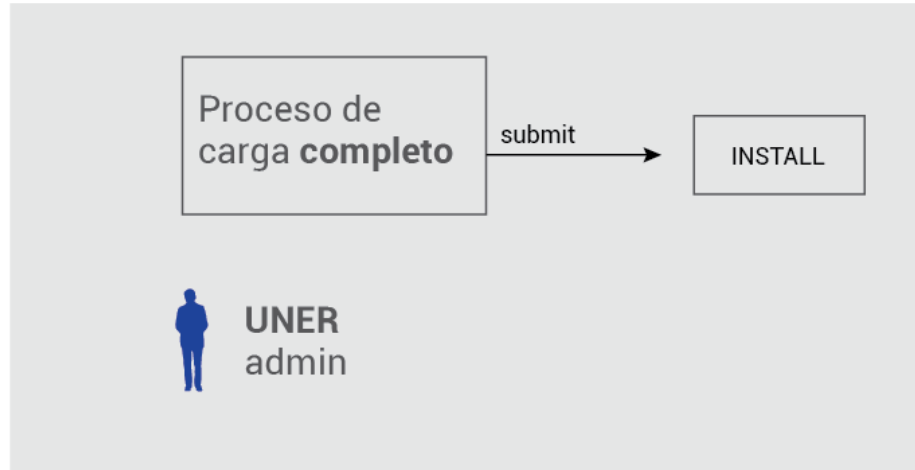 Proceso de
carga completo
submit
INSTALL
UNER
admin